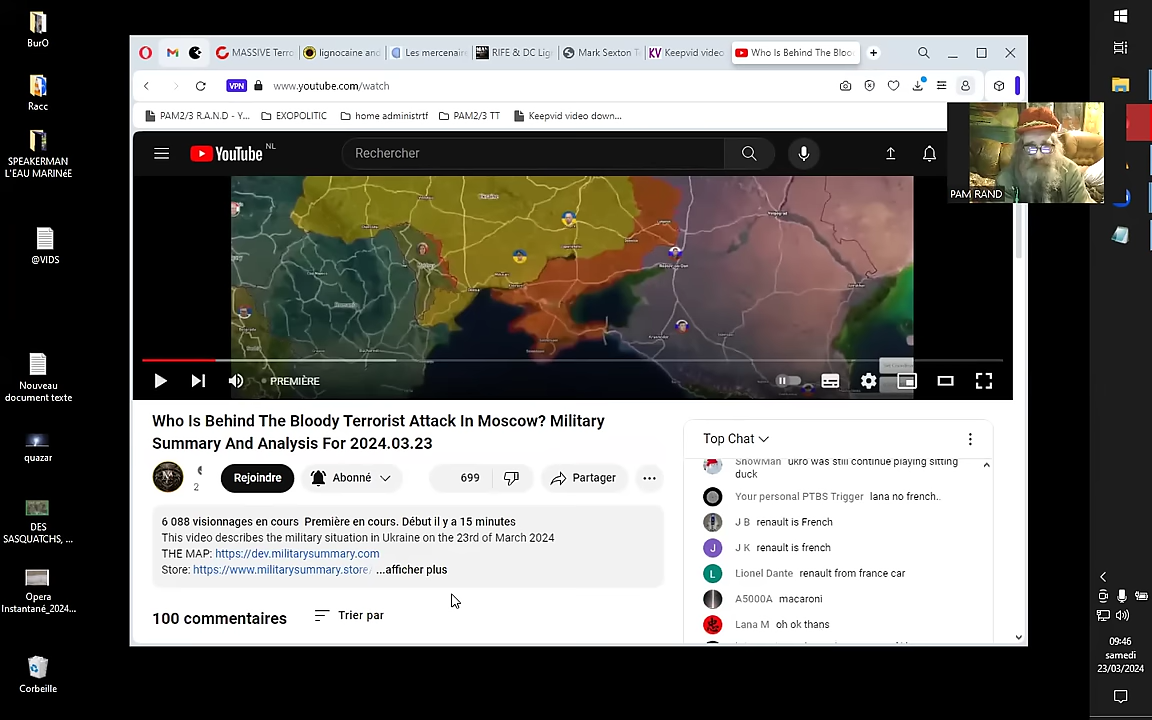 BurO
Racc
SPEAKERMAN
L'EAU MARINéE
@VIDS
Nouveau
document texte
quazar
DES
SASQUATCHS, ...
Opera
Instantané_2024...
Corbeille
MASSIVE Terro
lignocaine and
Les mercenair
RIFE & DC Lig
Mark Sexton T
KV Keepvid video
Who Is Behind The Bloo
VPN www.youtube.com/watch
PAM2/3 R.A.N.D - Y...
EXOPOLITIC
home administrtf
PAM2/3 TT
Keepvid video down...
YouTube NL
Rechercher
PAM RAND
PREMIÈRE
Who Is Behind The Bloody Terrorist Attack In Moscow? Military
Summary And Analysis For 2024.03.23
2
Rejoindre
Abonné
699
Partager
6 088 visionnages en cours Première en cours. Début il y a 15 minutes
This video describes the military situation in Ukraine on the 23rd of March 2024
THE MAP: https://dev.militarysummary.com
Store: https://www.militarysummary.store/ ...afficher plus
100 commentaires
Trier par
Top Chat
SnowMan ukro was still continue playing sitting
duck
Your personal PTBS Trigger lana no french..
J B renault is French
J J K renault is french
L Lionel Dante renault from france car
A5000A macaroni
Lana M oh ok thans
09:46
samedi
23/03/2024